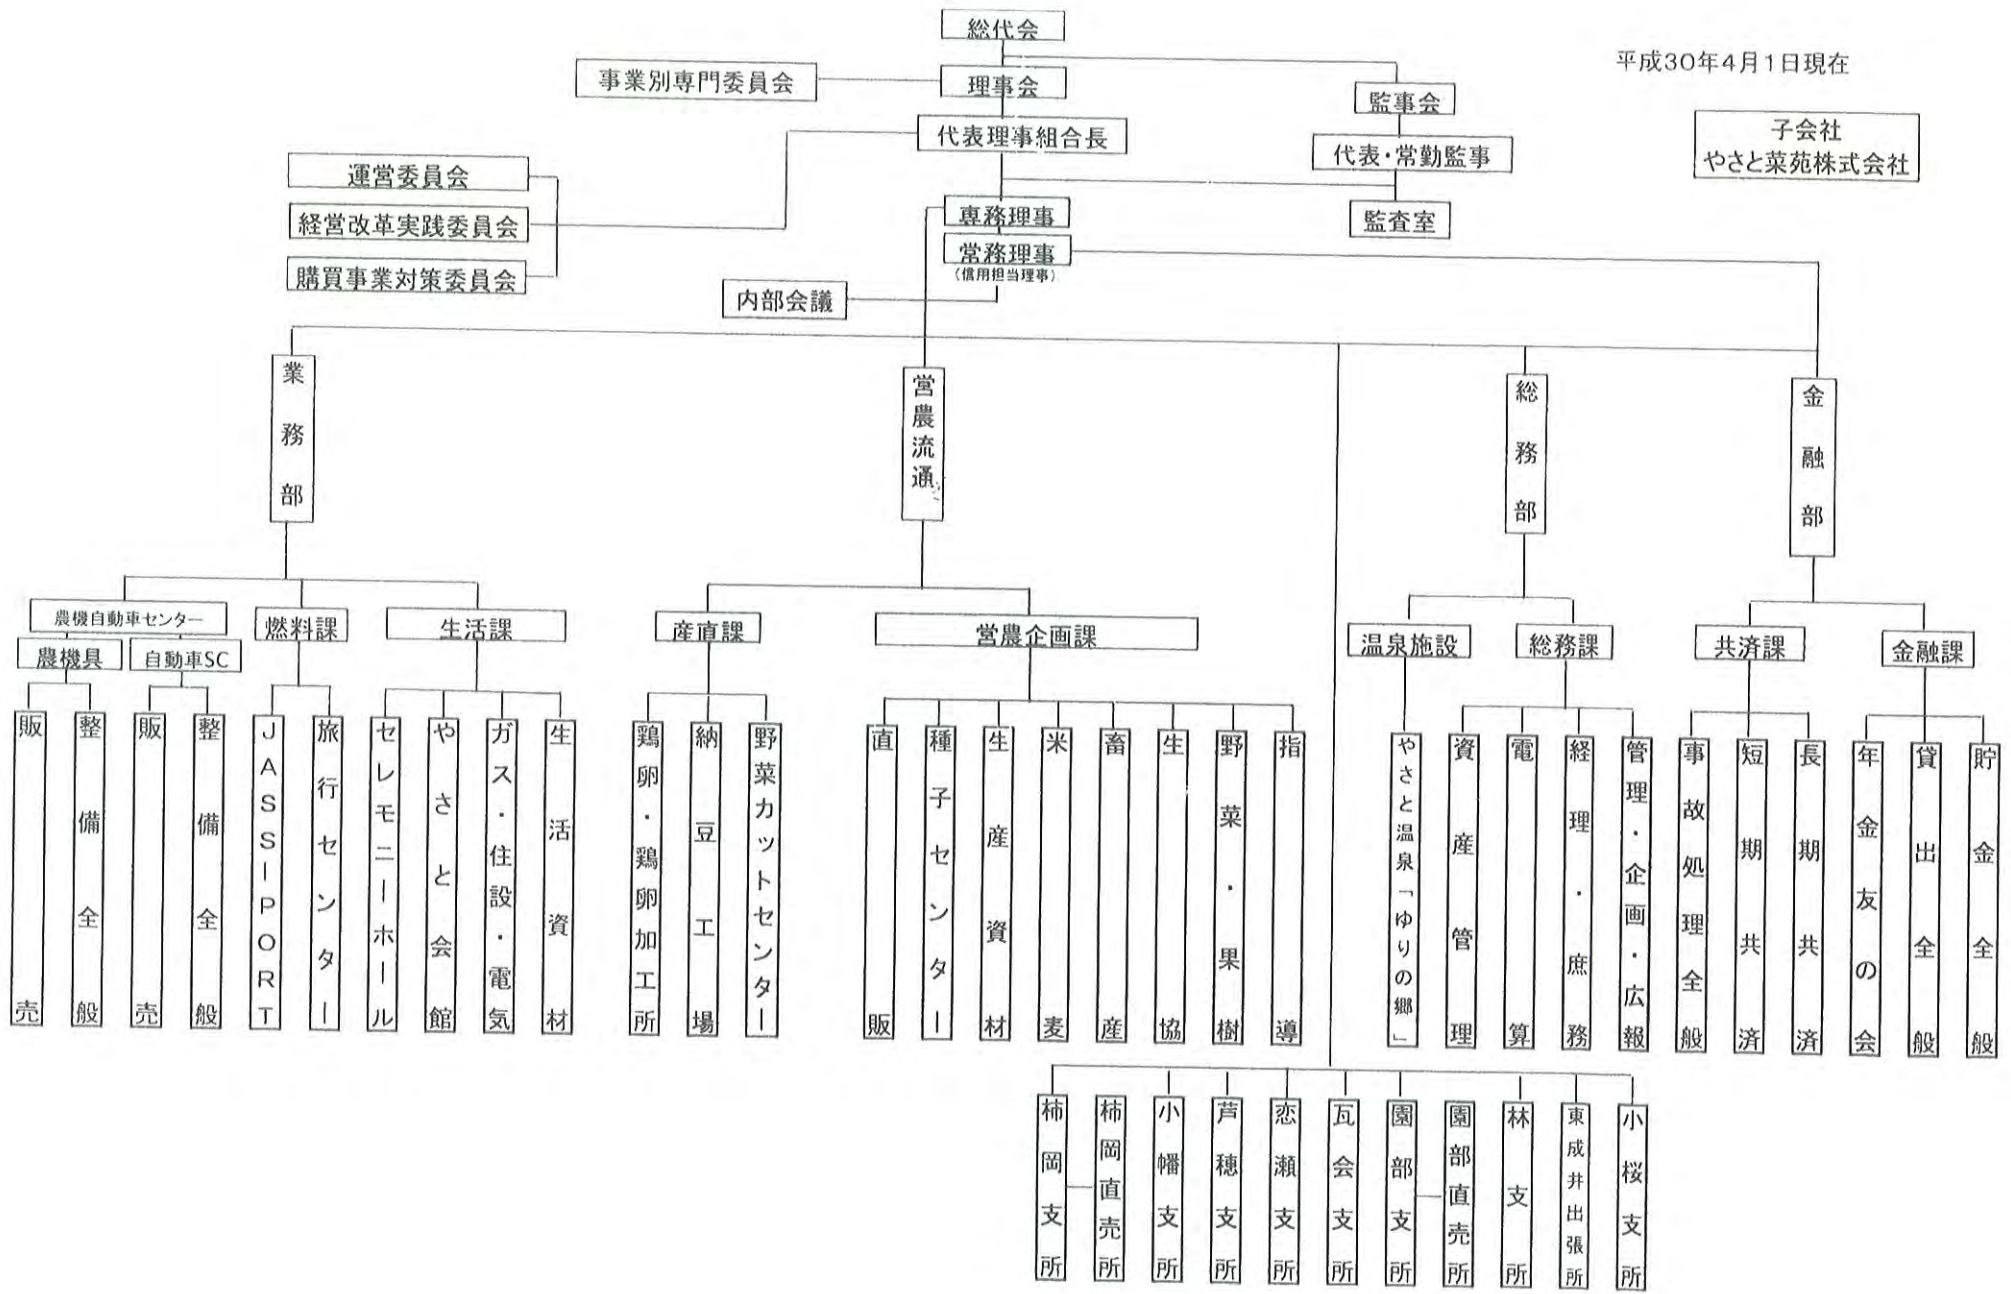 総代会
平成30年4月1日現在
事業別専門委員会
理事会
監事会
子会社
やさと菜苑株式会社
代表理事組合長
代表・常勤監事
運営委員会
経営改革実践委員会
購買事業対策委員会
専務理事
監査室
常務理事
(信用担当理事)
内部会議
業務部
営農流通
総務部
金融部
農機自動車センター
燃料課
生活課
産直課
営農企画課
温泉施設
総務課
共済課
金融課
農機具
自動車SC
販売
整備全般
販売
整備全般
JASS-PORT
旅行センター
セレモニーホール
やさと会館
ガス・住設・電気
生活資材
鶏卵・鶏卵加工所
納豆工場
野菜カットセンター
直販
種子センター
生産資材
米麦
畜産
生協
野菜・果樹
指導
やさと温泉「ゆりの郷」
資産管理
電算
経理・庶務
管理・企画・広報
事故処理全般
短期共済
長期共済
年金友の会
貸出全般
貯金全般
柿岡支所
柿岡直売所
小幡支所
芦穂支所
恋瀬支所
瓦会支所
園部支所
園部直売所
林支所
東成井出張所
小桜支所